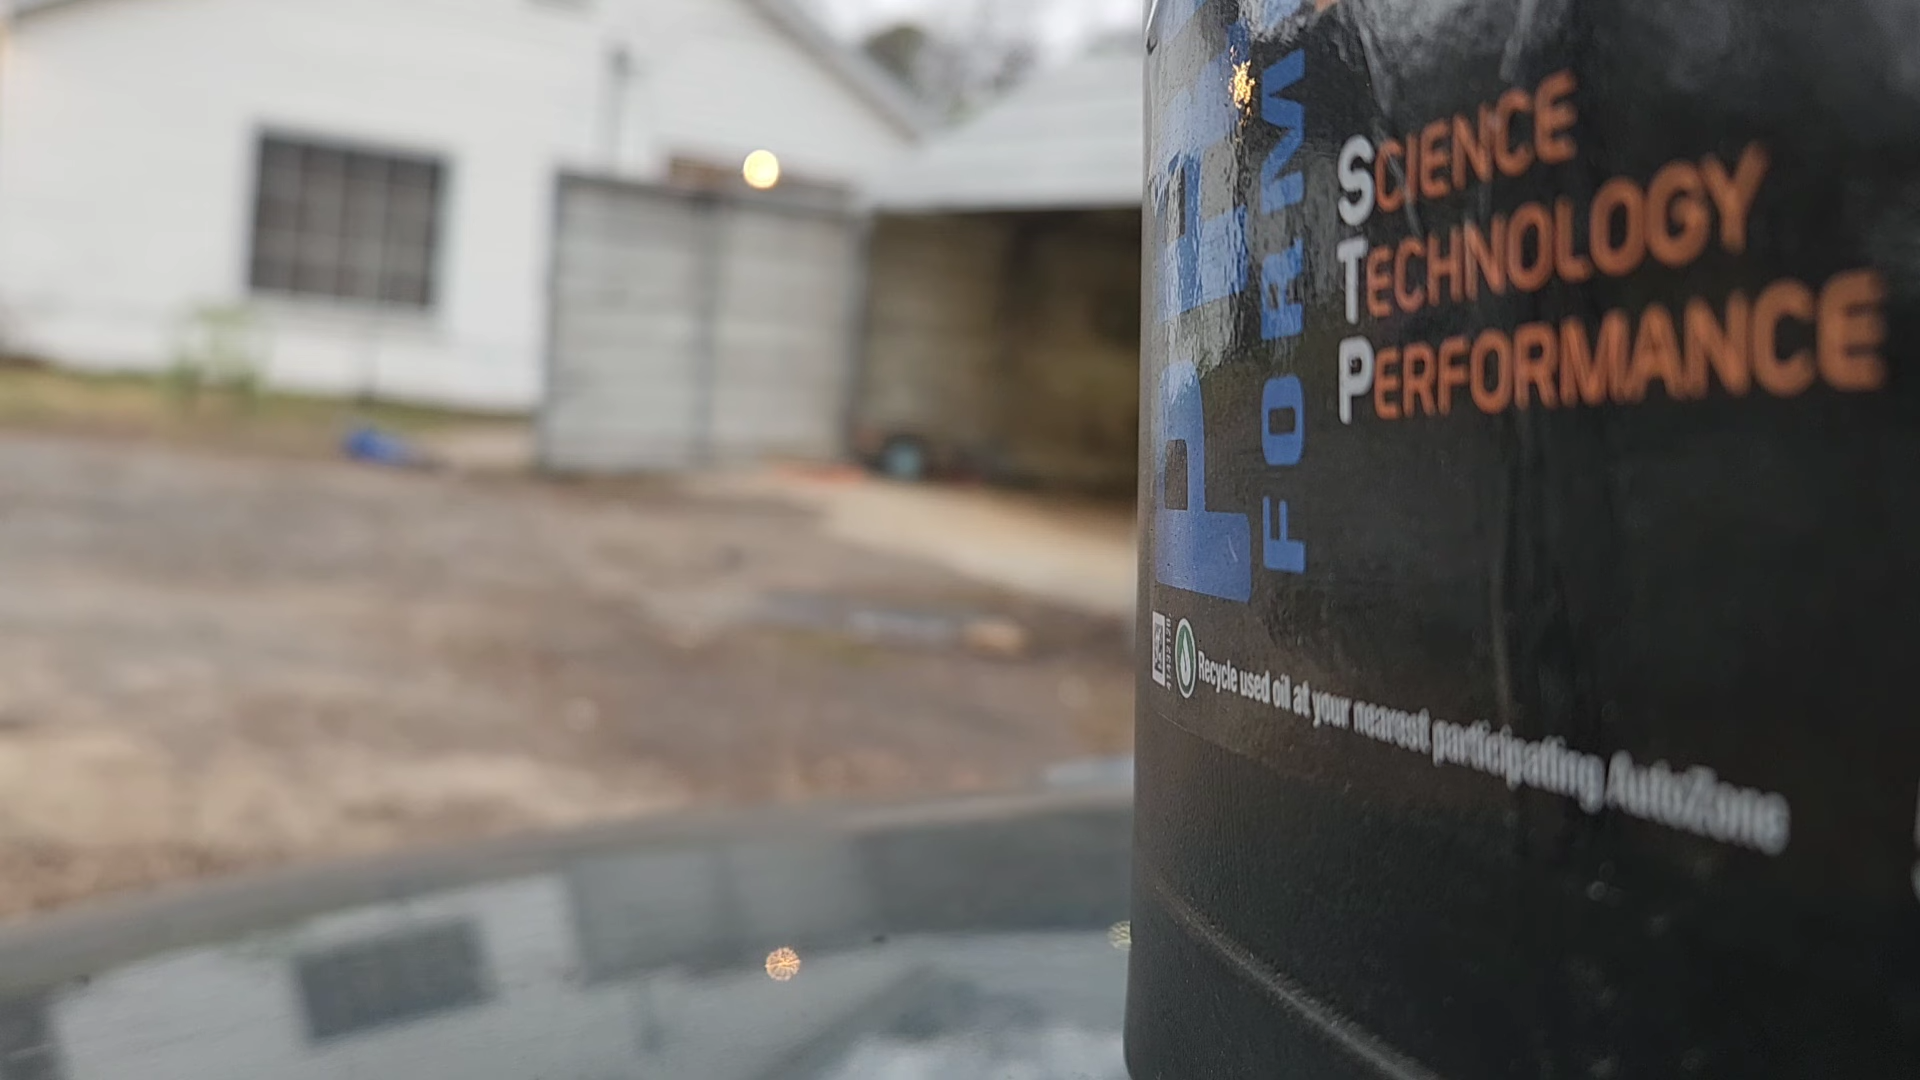 FORM
SCIENCE
TECHNOLOGY
PERFORMANCE
Recycle used oil at your nearest participating AutoZone